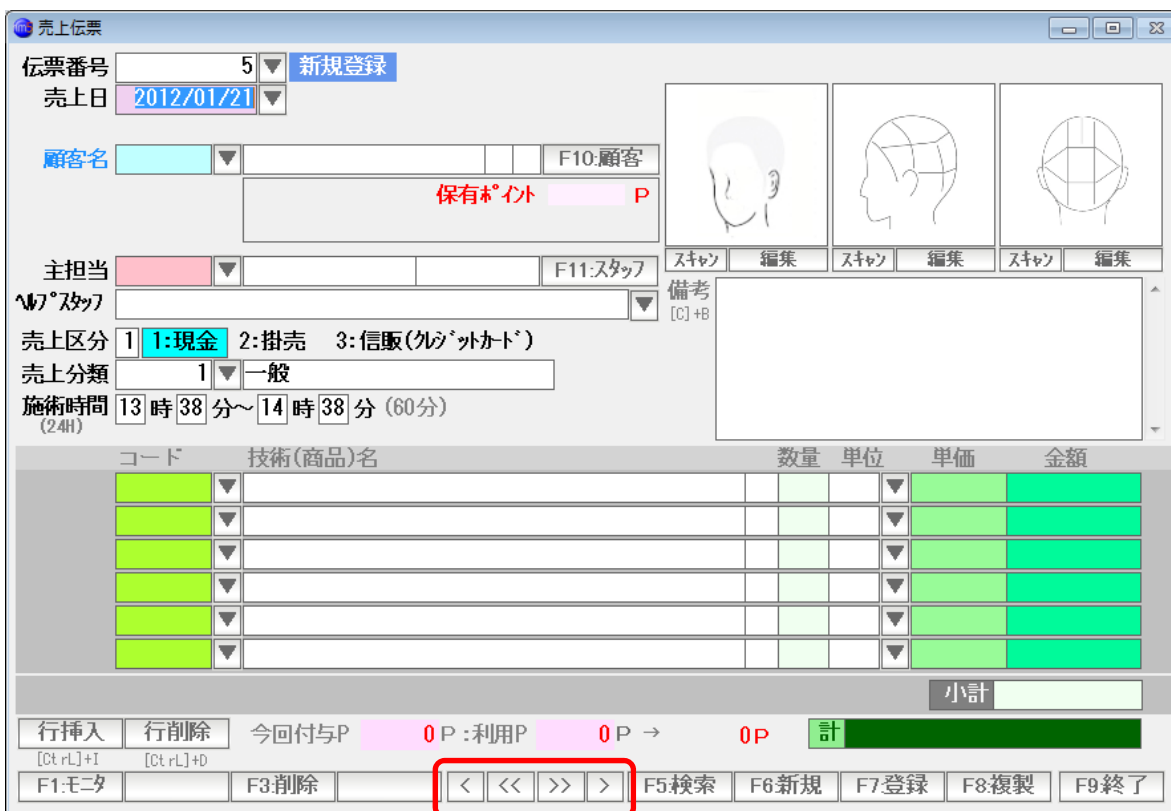 売上伝票
伝票番号 5 新規登録
売上日 2012/01/21
顧客名 F10:顧客
保有ﾎﾟｲﾝﾄ P
主担当 F11:ｽﾀｯﾌ
ﾍﾙﾌﾟｽﾀｯﾌ
ｽｷｬﾝ 編集 ｽｷｬﾝ 編集 ｽｷｬﾝ 編集
備考
[C]+B
売上区分 1 1:現金 2:掛売 3:信販(ｸﾚｼﾞｯﾄｶｰﾄﾞ)
売上分類 1 一般
施術時間 13 時 38 分～ 14 時 38 分 (60分)
(24H)
コード 技術(商品)名 数量 単位 単価 金額
小計
行挿入 行削除 今回付与P 0 P :利用P 0 P → 0 P 計
[CtrL]+I [CtrL]+D
F1:ﾓﾆﾀ F3:削除 < << >> > F5:検索 F6:新規 F7:登録 F8:複製 F9:終了